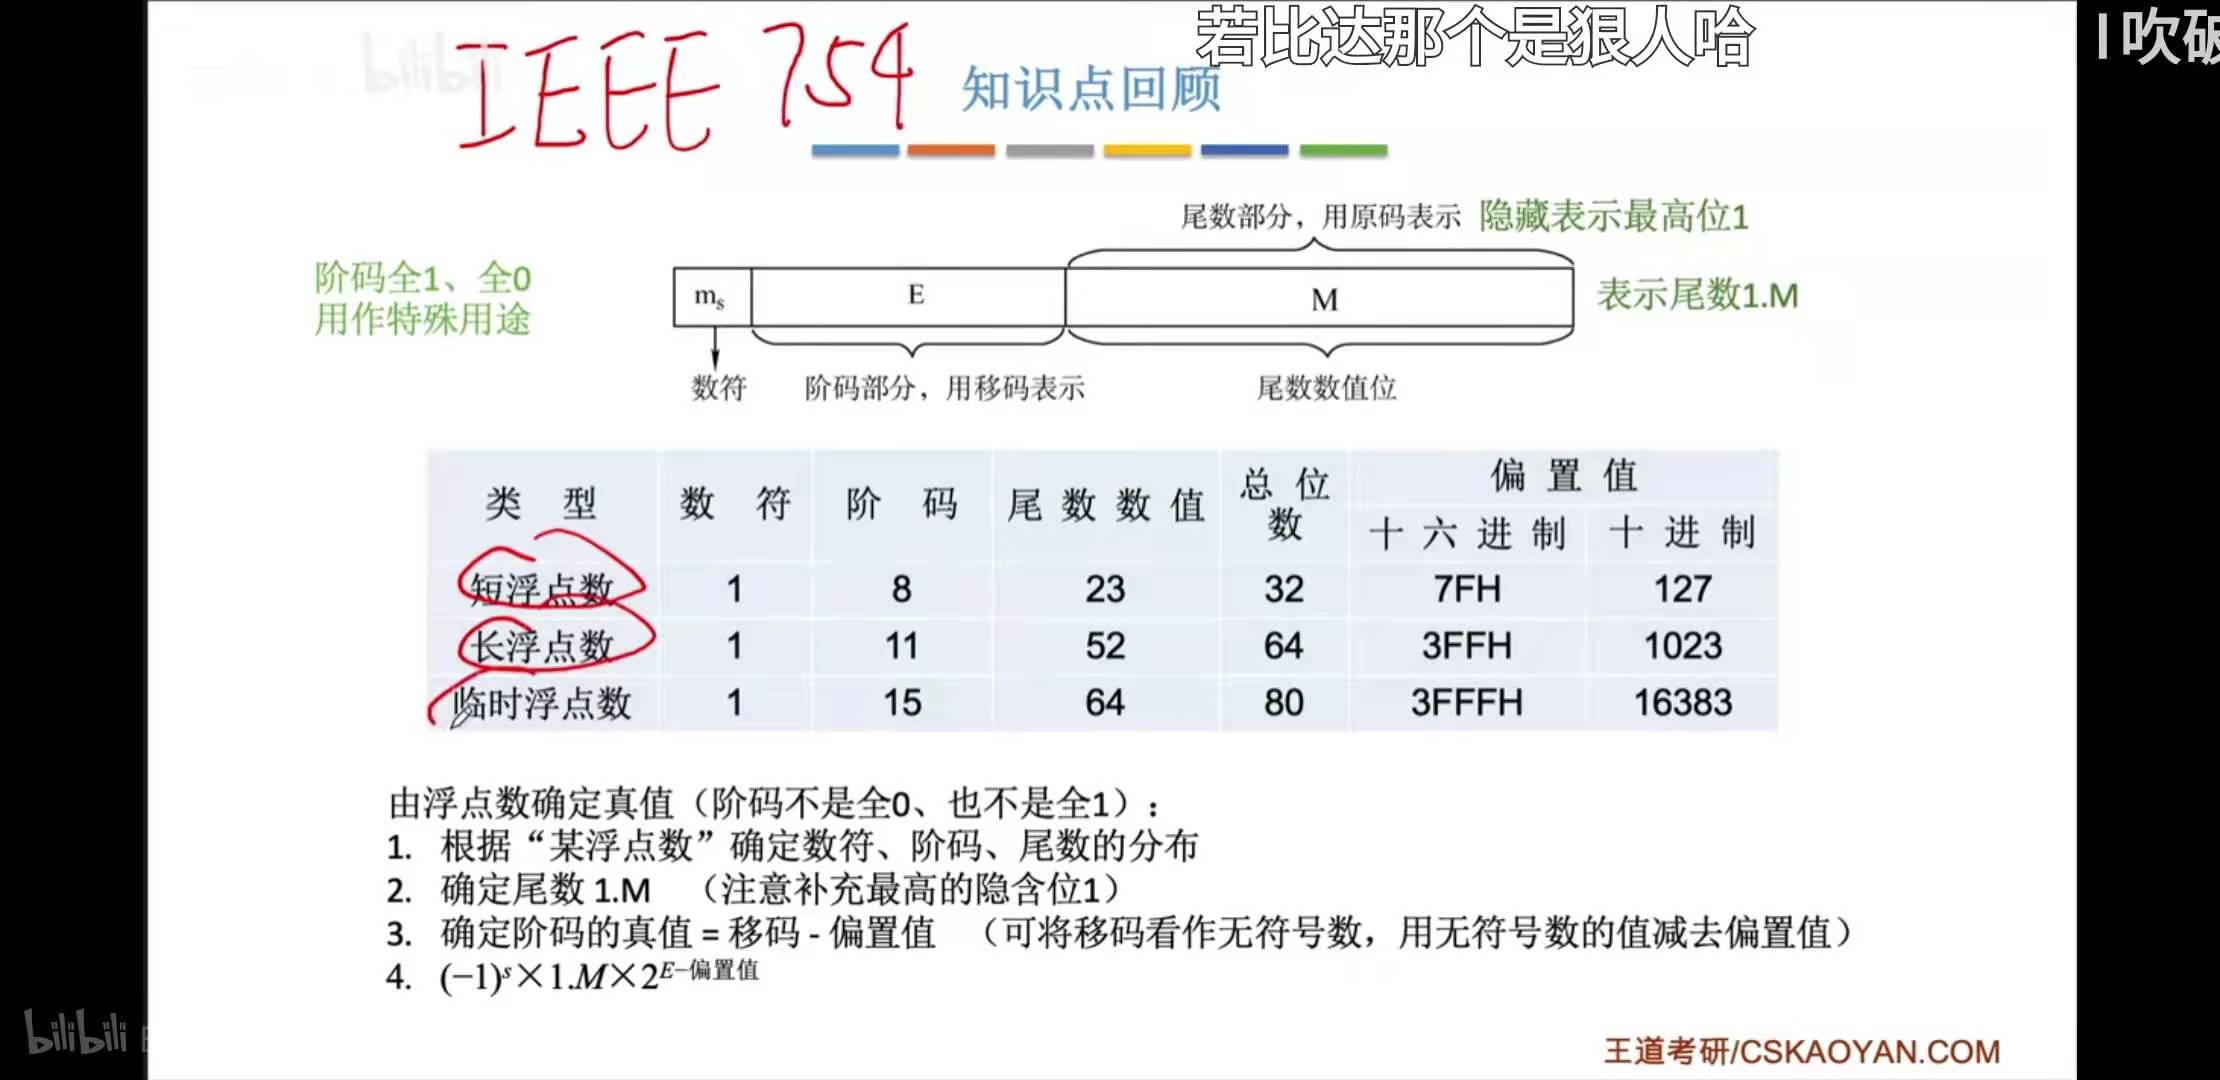 若比达那个是狠人哈
I 吹破
bilibili
IEEE 754
知识点回顾
尾数部分，用原码表示 隐藏表示最高位1
阶码全1、全0
用作特殊用途
ms E M
表示尾数1.M
数符 阶码部分，用移码表示 尾数数值位
类 型 数 符 阶 码 尾数数值 总位数 偏置值
十六进制 十进制
短浮点数 1 8 23 32 7FH 127
长浮点数 1 11 52 64 3FFH 1023
临时浮点数 1 15 64 80 3FFFH 16383
由浮点数确定真值（阶码不是全0、也不是全1）：
1. 根据“某浮点数”确定数符、阶码、尾数的分布
2. 确定尾数 1.M （注意补充最高的隐含位1）
3. 确定阶码的真值 = 移码 - 偏置值 （可将移码看作无符号数，用无符号数的值减去偏置值）
4. (−1)^s×1.M×2^(E−偏置值)
bilibili
王道考研/CSKAOYAN.COM